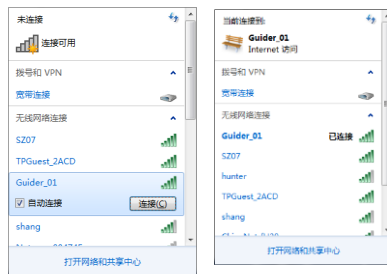 未连接
连接可用
拨号和 VPN
宽带连接
无线网络连接
SZ07
TPGuest_2ACD
Guider_01
自动连接
连接(C)
shang
打开网络和共享中心
当前连接到:
Guider_01
Internet 访问
拨号和 VPN
宽带连接
无线网络连接
Guider_01 已连接
SZ07
hunter
TPGuest_2ACD
shang
打开网络和共享中心